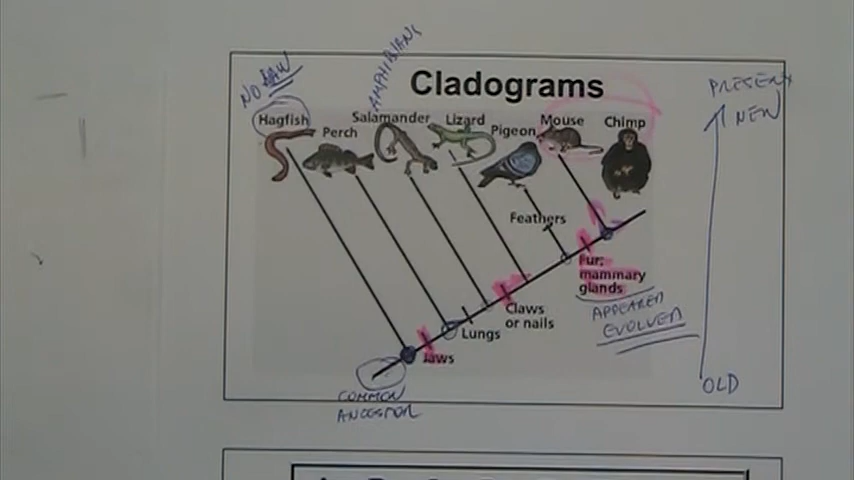 Cladograms
NO JAW
AMPHIBIANS
PRESENT
NEW
Hagfish
Perch
Salamander
Lizard
Pigeon
Mouse
Chimp
Feathers
Fur;
mammary
glands
APPEARED
EVOLVED
Claws
or nails
Lungs
Jaws
COMMON
ANCESTOR
OLD